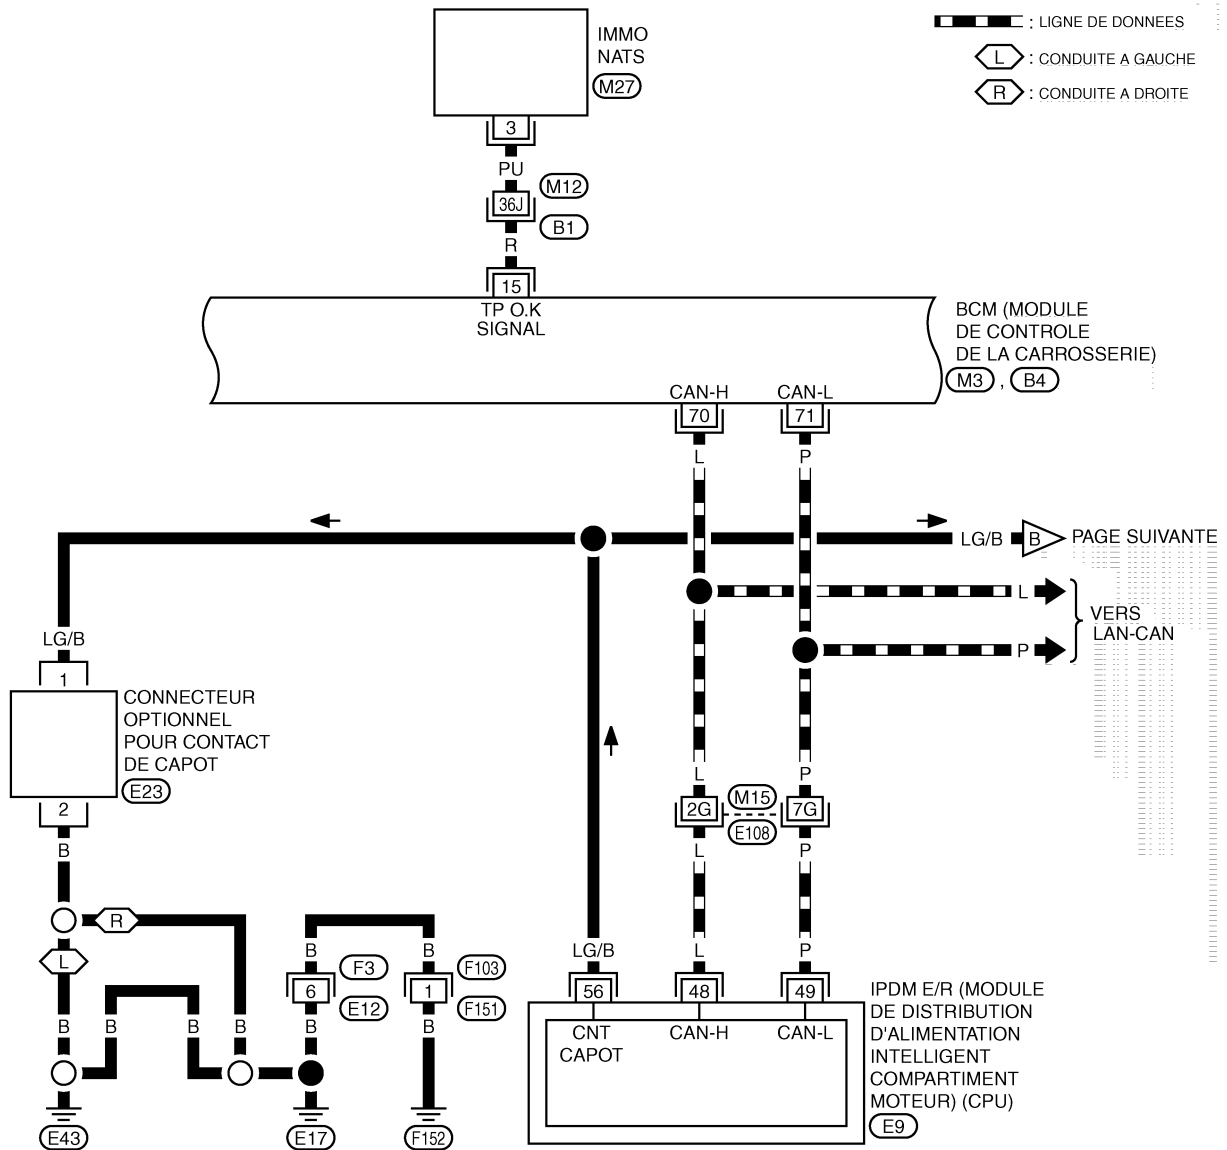 : LIGNE DE DONNEES
L : CONDUITE A GAUCHE
R : CONDUITE A DROITE
IMMO
NATS
M27
3
PU
M12
36J
B1
R
15
TP O.K
SIGNAL
BCM (MODULE
DE CONTROLE
DE LA CARROSSERIE)
M3 , B4
CAN-H
CAN-L
70
71
L
P
LG/B
B
PAGE SUIVANTE
L
P
VERS
LAN-CAN
LG/B
1
CONNECTEUR
OPTIONNEL
POUR CONTACT
DE CAPOT
E23
2
B
L
P
2G
M15
E108
7G
L
P
R
L
B
B
F3
F103
6
1
E12
F151
B
B
B
B
B
B
E43
E17
F152
LG/B
L
P
56
48
49
CNT
CAPOT
CAN-H
CAN-L
IPDM E/R (MODULE
DE DISTRIBUTION
D'ALIMENTATION
INTELLIGENT
COMPARTIMENT
MOTEUR) (CPU)
E9